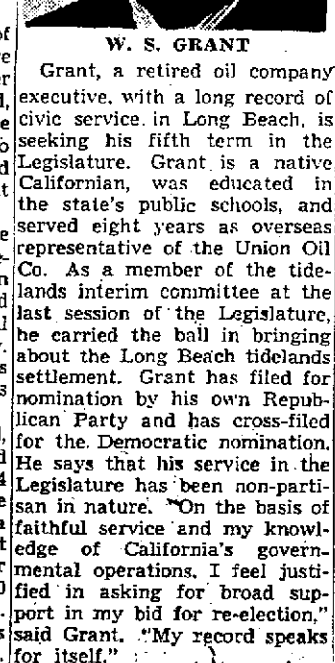 W. S. GRANT
Grant, a retired oil company
executive, with a long record of
civic service in Long Beach, is
seeking his fifth term in the
Legislature. Grant is a native
Californian, was educated in
the state's public schools, and
served eight years as overseas
representative of the Union Oil
Co. As a member of the tide-
lands interim committee at the
last session of the Legislature,
he carried the ball in bringing
about the Long Beach tidelands
settlement. Grant has filed for
nomination by his own Repub-
lican Party and has cross-filed
for the Democratic nomination.
He says that his service in the
Legislature has been non-parti-
san in nature. "On the basis of
faithful service and my knowl-
edge of California's govern-
mental operations, I feel justi-
fied in asking for broad sup-
port in my bid for re-election,"
said Grant. "My record speaks
for itself."